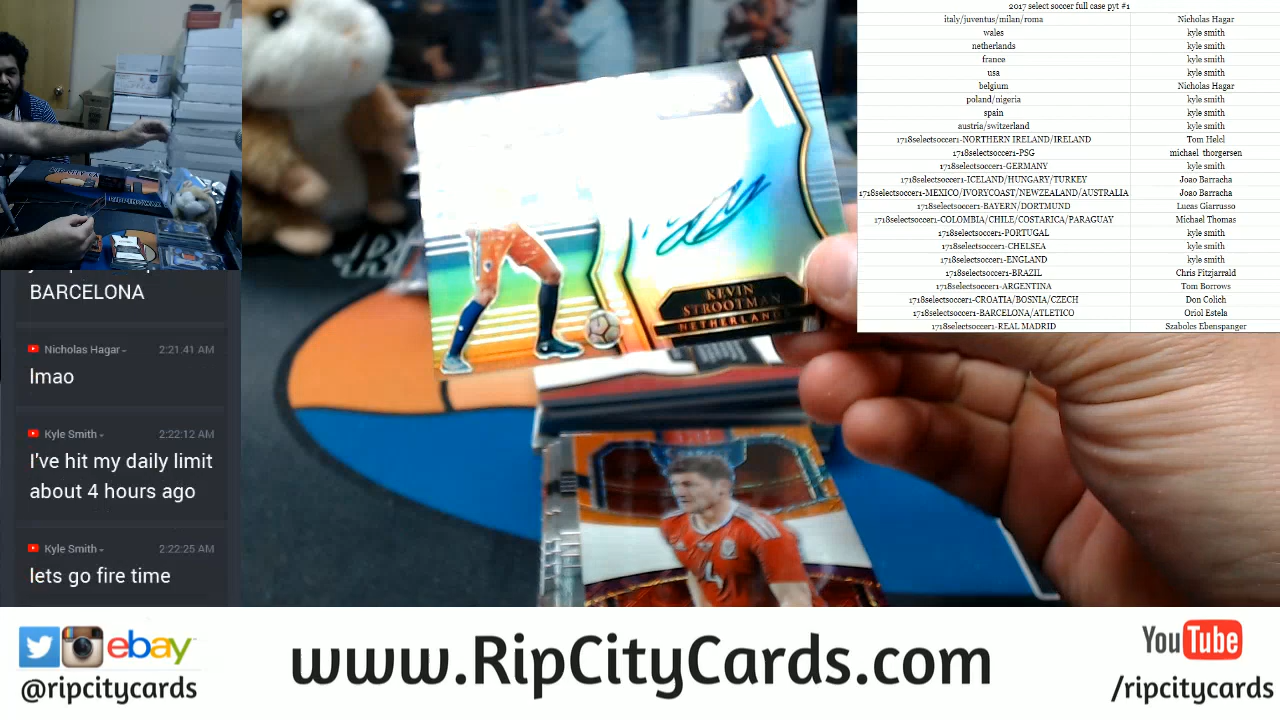 2017 select soccer full case pyt #1
italy/juventus/milan/roma Nicholas Hagar
wales kyle smith
netherlands kyle smith
france kyle smith
usa kyle smith
belgium Nicholas Hagar
poland/nigeria kyle smith
spain kyle smith
austria/switzerland kyle smith
1718selectsoccer1-NORTHERN IRELAND/IRELAND Tom Helel
1718selectsoccer1-PSG michael thorgersen
1718selectsoccer1-GERMANY kyle smith
1718selectsoccer1-ICELAND/HUNGARY/TURKEY Joao Barracha
1718selectsoccer1-MEXICO/IVORYCOAST/NEWZEALAND/AUSTRALIA Joao Barracha
1718selectsoccer1-BAYERN/DORTMUND Lucas Giarrusso
1718selectsoccer1-COLOMBIA/CHILE/COSTARICA/PARAGUAY Michael Thomas
1718selectsoccer1-PORTUGAL kyle smith
1718selectsoccer1-CHELSEA kyle smith
1718selectsoccer1-ENGLAND kyle smith
1718selectsoccer1-BRAZIL Chris Fitzjarrald
1718selectsoccer1-ARGENTINA Tom Borrows
1718selectsoccer1-CROATIA/BOSNIA/CZECH Don Colich
1718selectsoccer1-BARCELONA/ATLETICO Oriol Estela
1718selectsoccer1-REAL MADRID Szabolcs Ebenspanger
BARCELONA
Nicholas Hagar 2:21:41 AM
lmao
Kyle Smith 2:22:12 AM
I've hit my daily limit
about 4 hours ago
Kyle Smith 2:22:25 AM
lets go fire time
KEVIN
STROOTMAN
NETHERLANDS
ebay
@ripcitycards
www.RipCityCards.com
YouTube
/ripcitycards